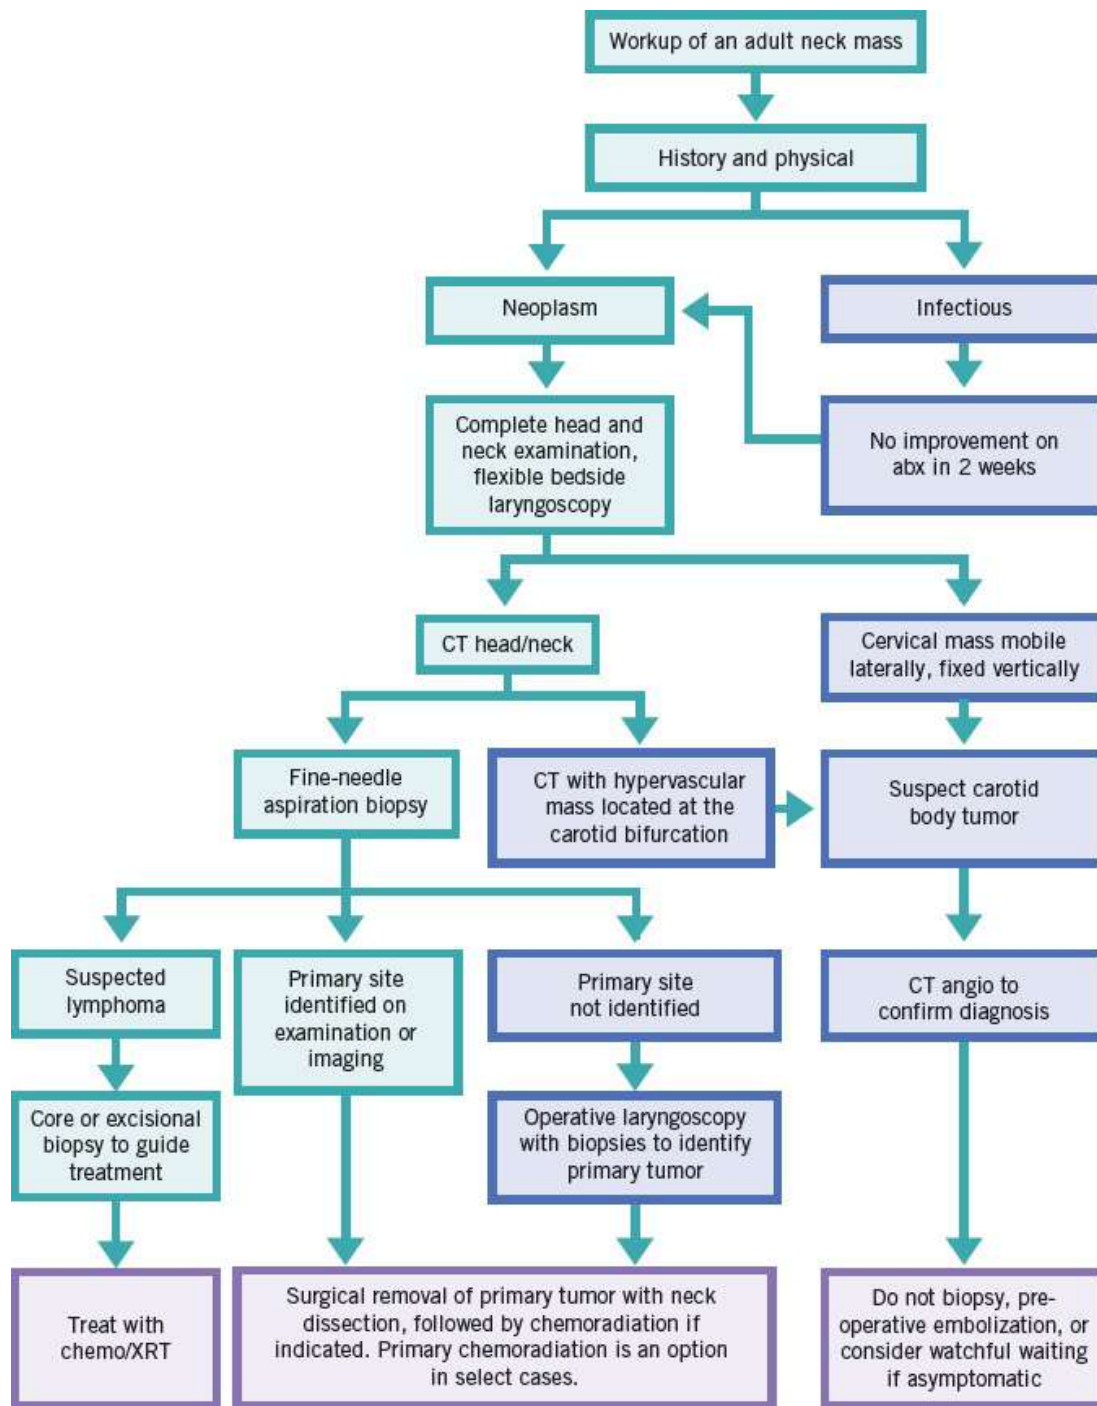 Workup of an adult neck mass
History and physical
Neoplasm
Infectious
Complete head and
neck examination,
flexible bedside
laryngoscopy
No improvement on
abx in 2 weeks
CT head/neck
Cervical mass mobile
laterally, fixed vertically
Fine-needle
aspiration biopsy
CT with hypervascular
mass located at the
carotid bifurcation
Suspect carotid
body tumor
Suspected
lymphoma
Primary site
identified on
examination or
imaging
Primary site
not identified
CT angio to
confirm diagnosis
Core or excisional
biopsy to guide
treatment
Operative laryngoscopy
with biopsies to identify
primary tumor
Treat with
chemo/XRT
Surgical removal of primary tumor with neck
dissection, followed by chemoradiation if
indicated. Primary chemoradiation is an option
in select cases.
Do not biopsy, pre-
operative embolization, or
consider watchful waiting
if asymptomatic